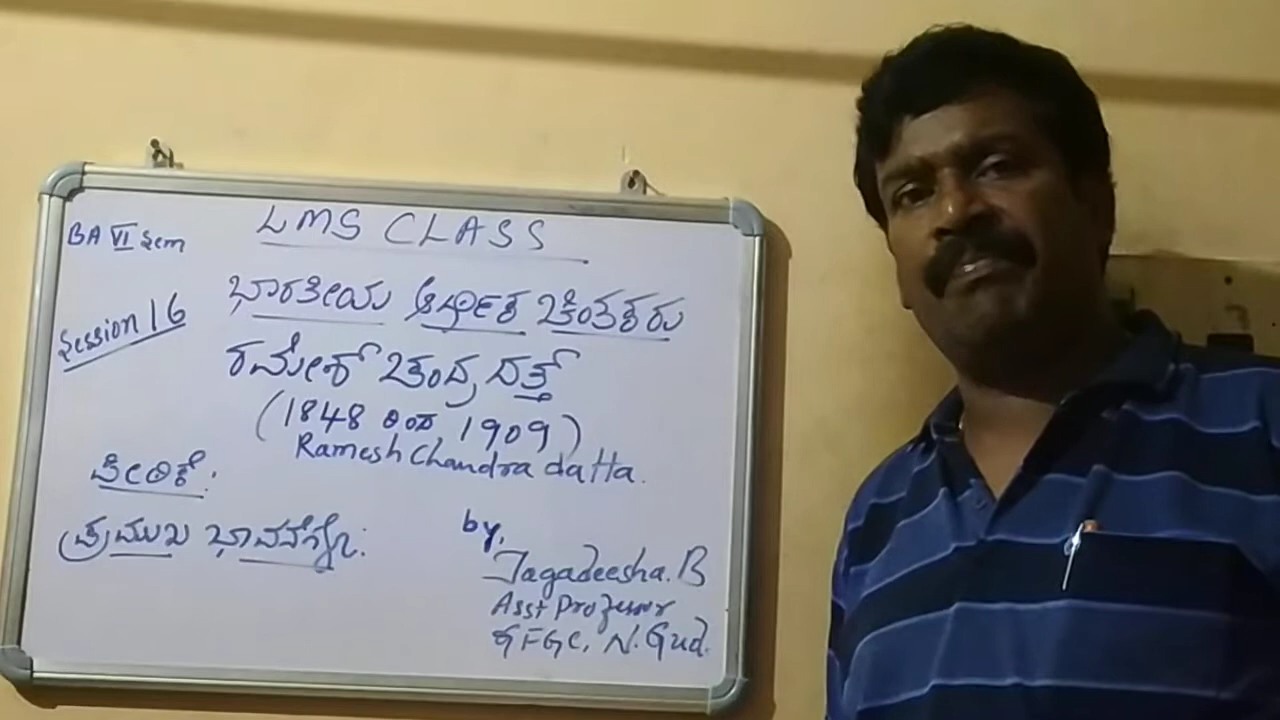 LMS CLASS
BA VI Sem
ಭಾರತೀಯ ಆರ್ಥಿಕ ಚಿಂತಕರು
Session 16
ರಮೇಶ್ ಚಂದ್ರ ದತ್ತ್
(1848 ರಿಂದ 1909)
Ramesh Chandra datta.
ಪೀಠಿಕೆ:
ಪ್ರಮುಖ ಭಾವನೆಗಳು:
by,
Jagadeesha. B
Asst Professor
GFGC, N. Gud.